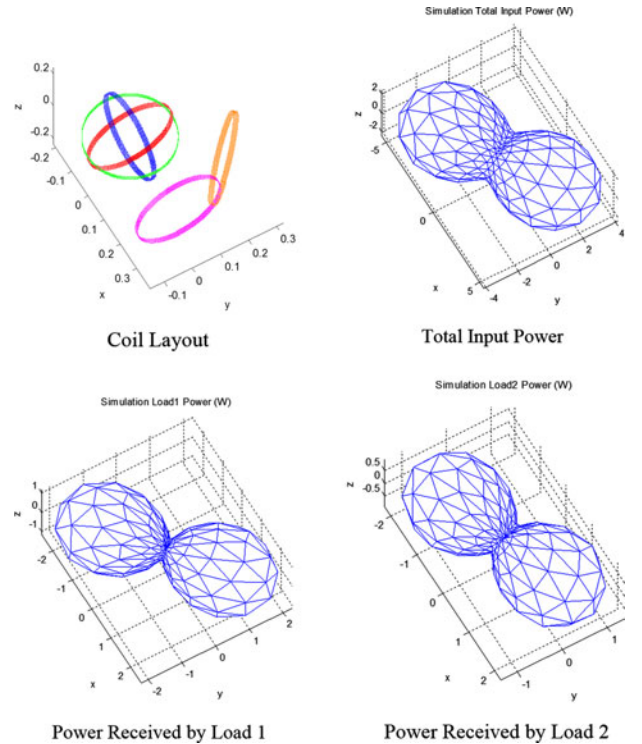 Simulation Total Input Power (W)
0.2
0
-0.2
z
-0.2
-0.1
0
0.1
0.2
0.3
x
-0.1
0
0.1
0.2
0.3
y
2
0
-2
z
-5
0
5
x
-4
-2
0
2
4
y
Coil Layout
Total Input Power
Simulation Load1 Power (W)
Simulation Load2 Power (W)
1
0
-1
z
-2
-1
0
1
2
x
-2
-1
0
1
2
y
0.5
0
-0.5
z
-2
-1
0
1
2
x
-1
0
1
y
Power Received by Load 1
Power Received by Load 2